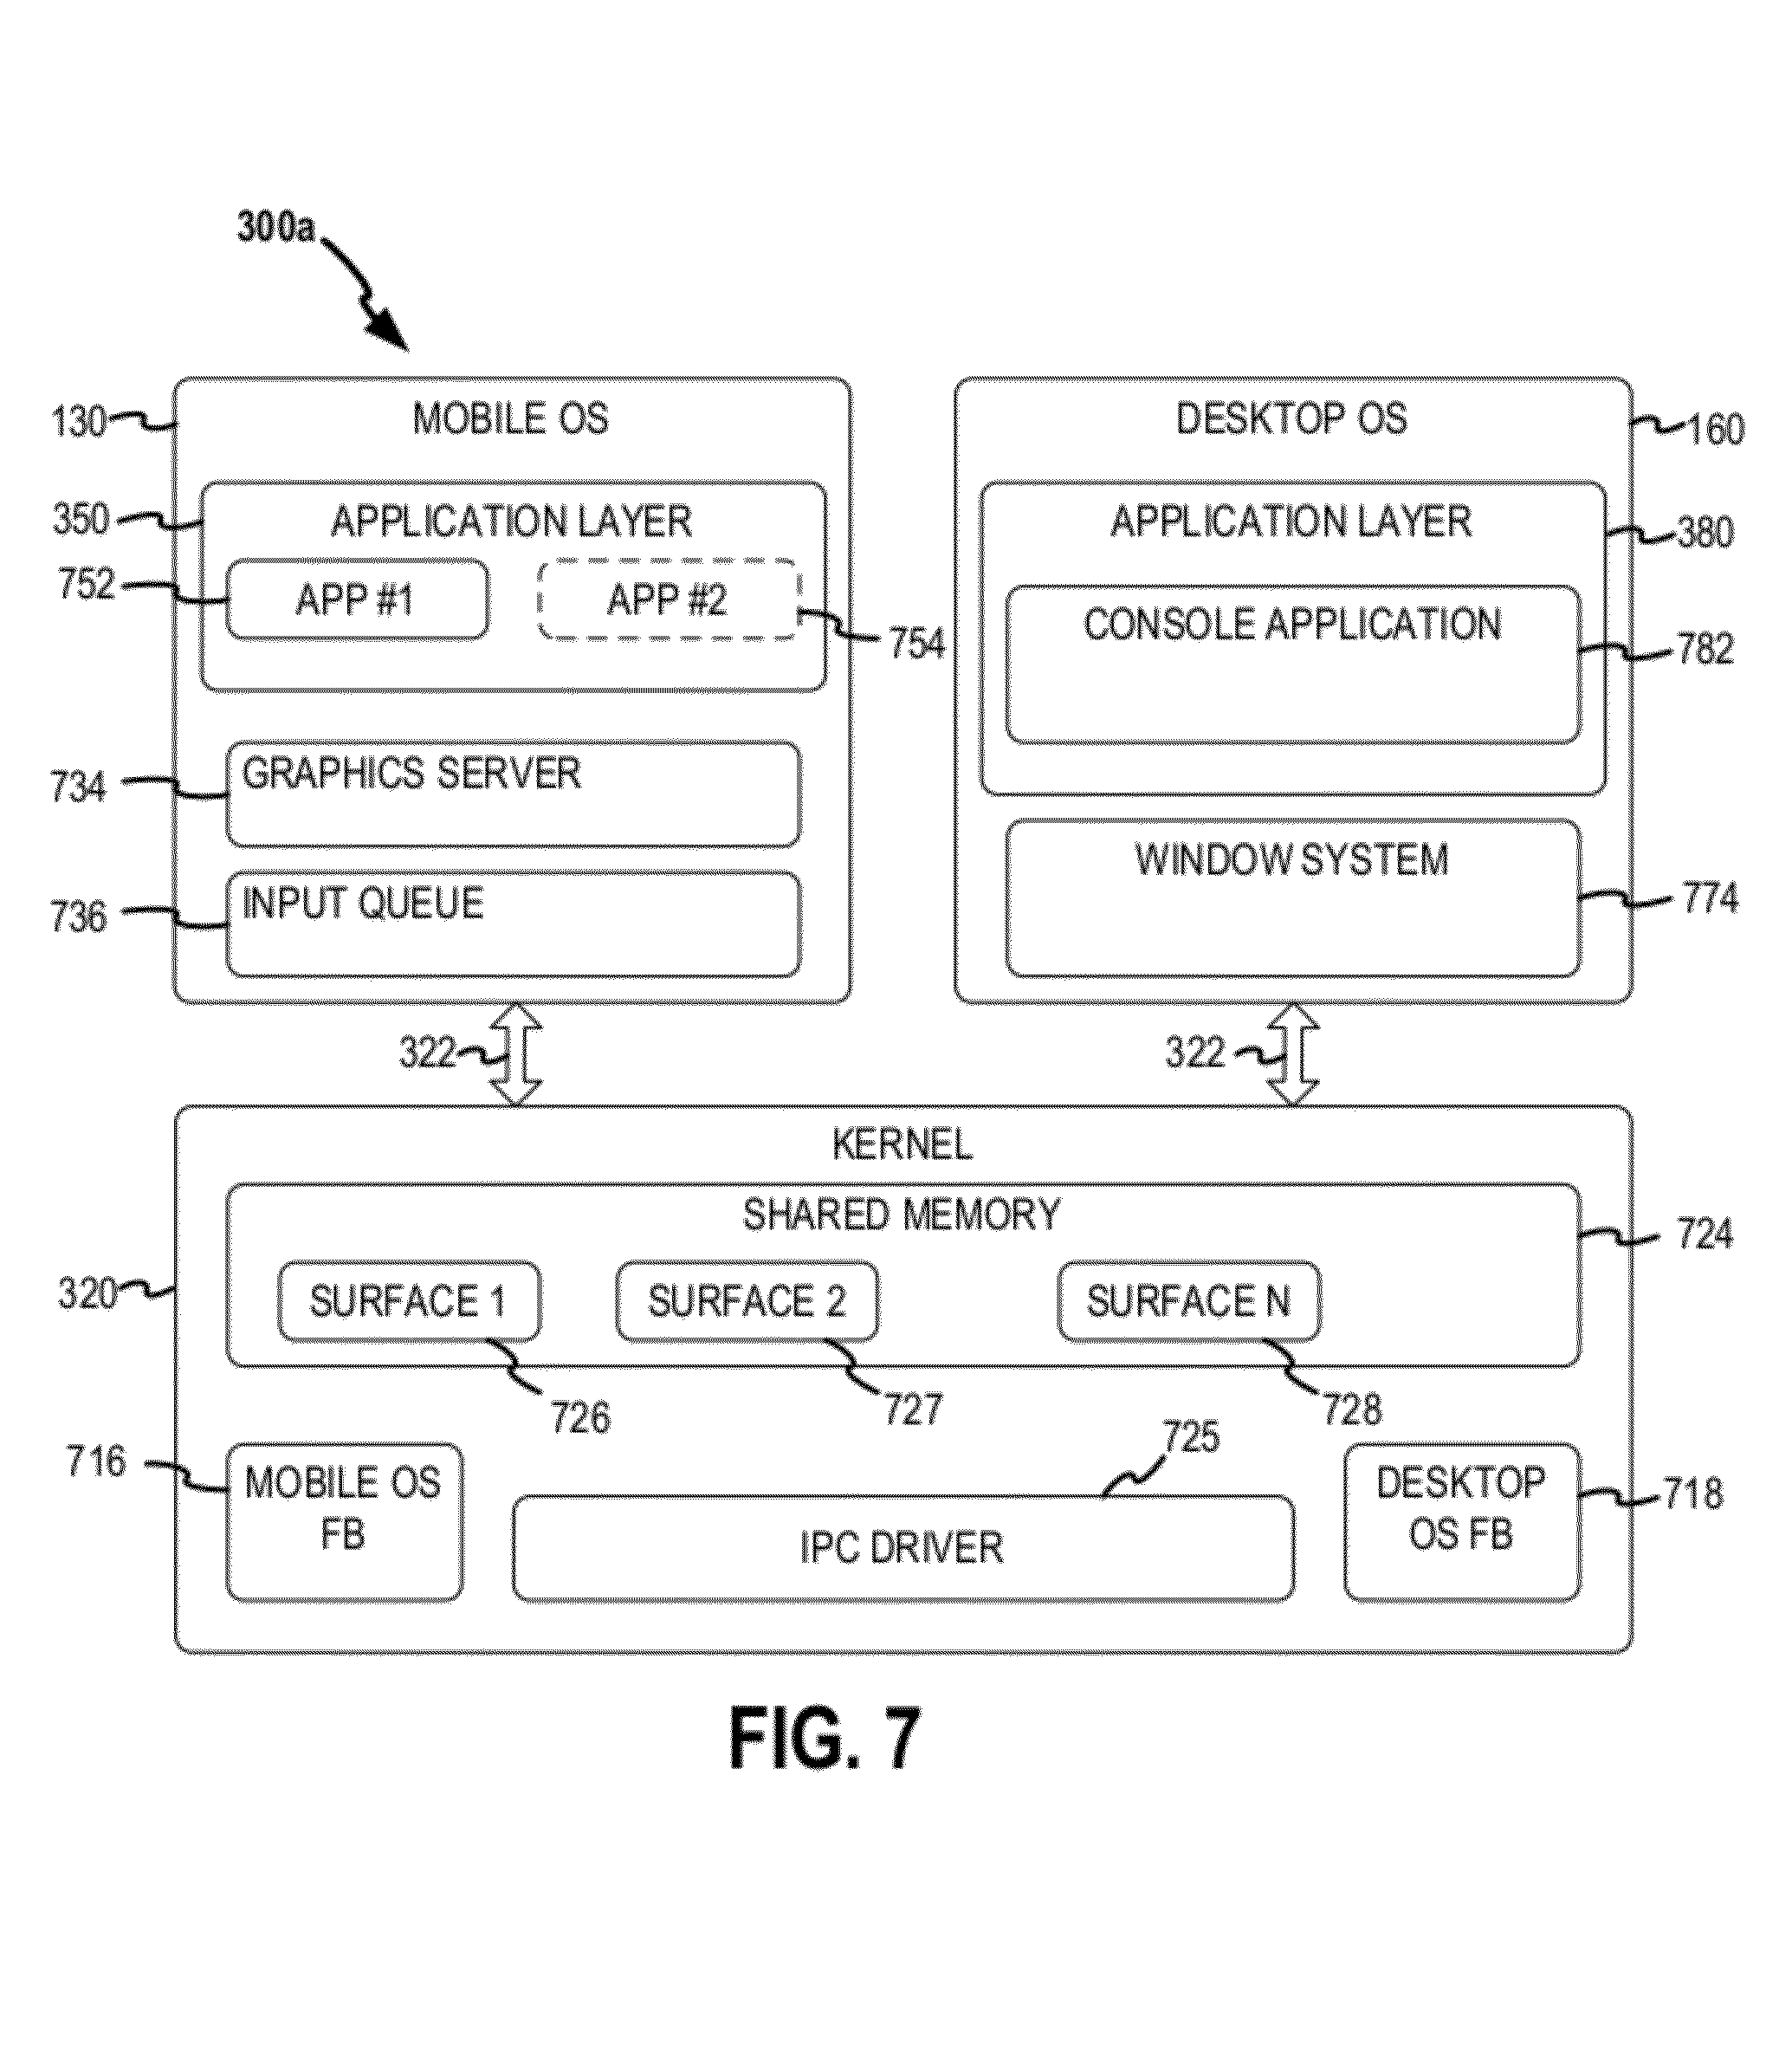 300a
130
MOBILE OS
350
APPLICATION LAYER
752
APP #1
APP #2
754
734
GRAPHICS SERVER
736
INPUT QUEUE
DESKTOP OS
160
APPLICATION LAYER
380
CONSOLE APPLICATION
782
WINDOW SYSTEM
774
322
322
KERNEL
SHARED MEMORY
724
320
SURFACE 1
SURFACE 2
SURFACE N
726
727
728
725
716
MOBILE OS
FB
IPC DRIVER
DESKTOP
OS FB
718
FIG. 7